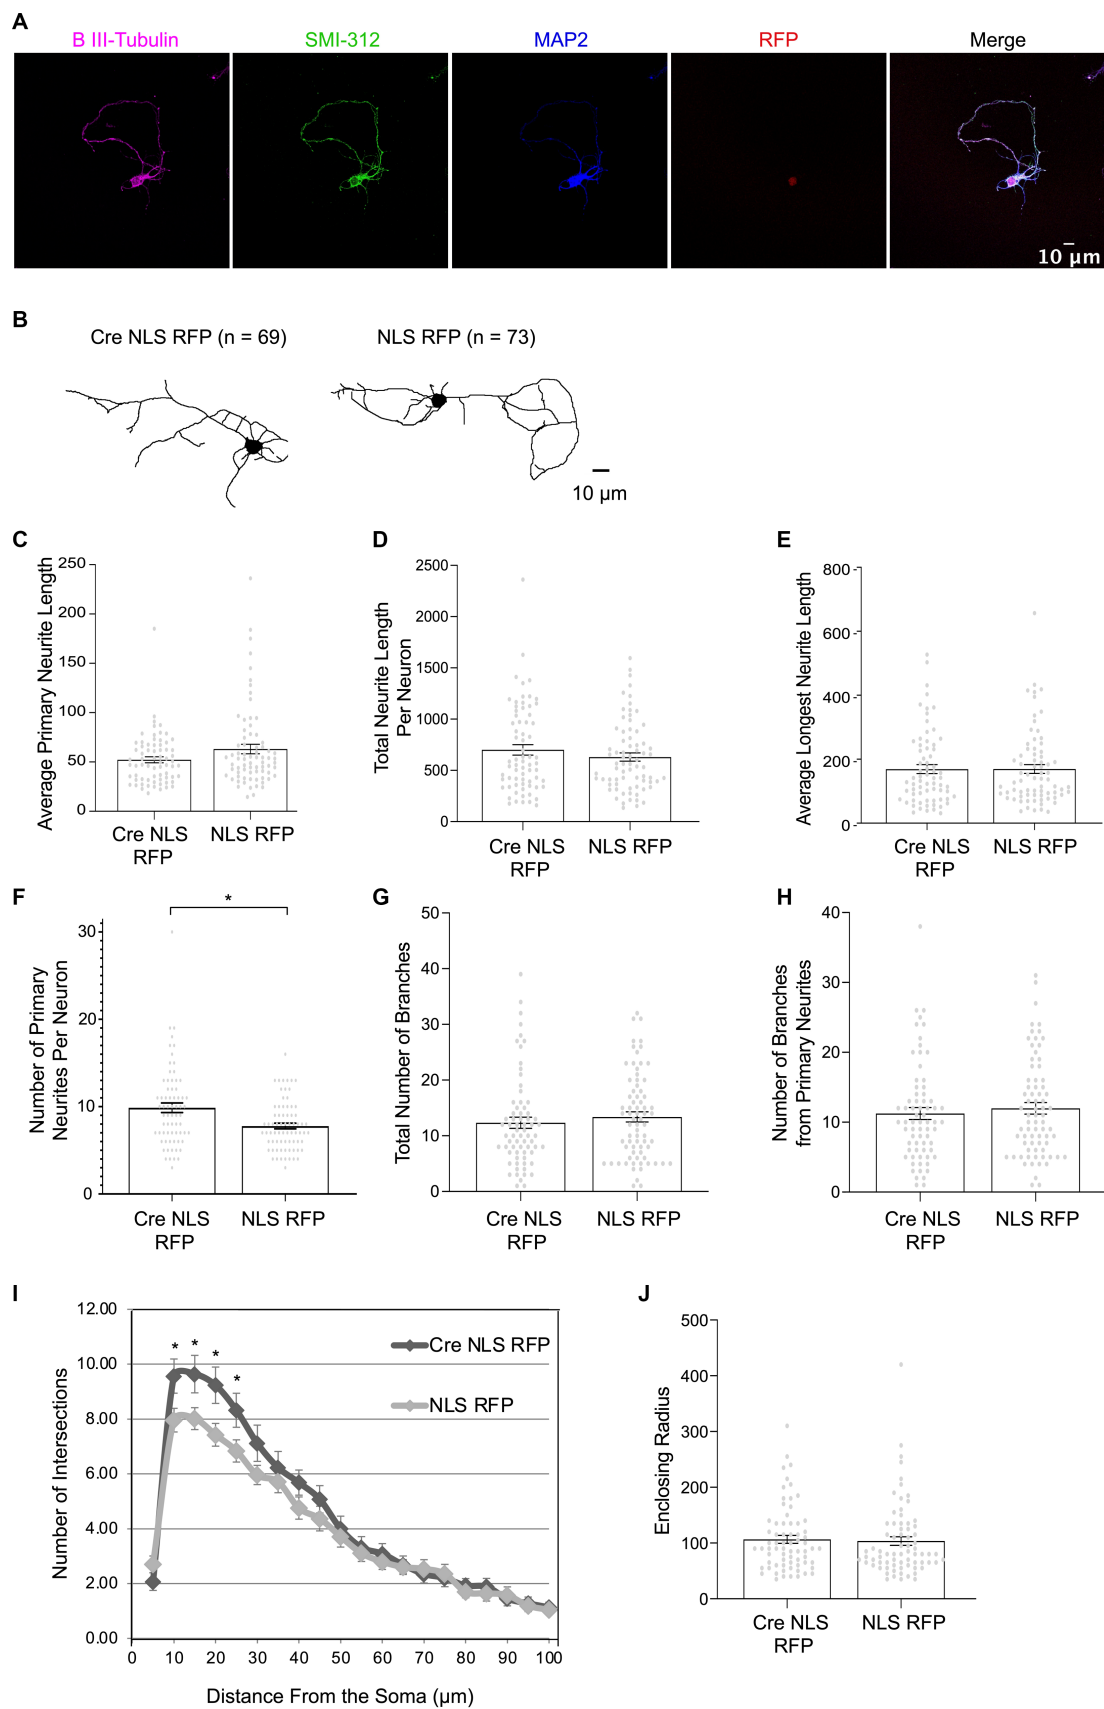 A
B III-Tubulin
SMI-312
MAP2
RFP
Merge
10 µm
B
Cre NLS RFP (n = 69)
NLS RFP (n = 73)
10 µm
C
Average Primary Neurite Length
250
200
150
100
50
0
Cre NLS
RFP
NLS RFP
D
Total Neurite Length
Per Neuron
2500
2000
1500
1000
500
0
Cre NLS
RFP
NLS RFP
E
Average Longest Neurite Length
800
600
400
200
0
Cre NLS
RFP
NLS RFP
F
Number of Primary
Neurites Per Neuron
30
20
10
0
*
Cre NLS
RFP
NLS RFP
G
Total Number of Branches
50
40
30
20
10
0
Cre NLS
RFP
NLS RFP
H
Number of Branches
from Primary Neurites
40
30
20
10
0
Cre NLS
RFP
NLS RFP
I
Number of Intersections
12.00
10.00
8.00
6.00
4.00
2.00
0.00
* * * *
Cre NLS RFP
NLS RFP
0 10 20 30 40 50 60 70 80 90 100
Distance From the Soma (µm)
J
Enclosing Radius
500
400
300
200
100
0
Cre NLS
RFP
NLS RFP